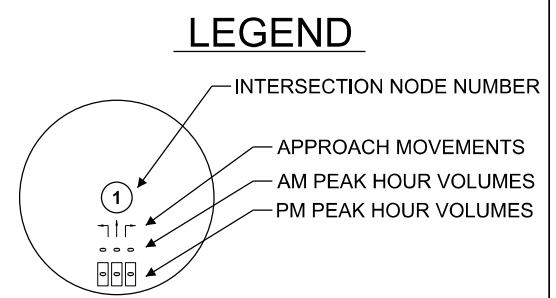 LEGEND
INTERSECTION NODE NUMBER
1
APPROACH MOVEMENTS
AM PEAK HOUR VOLUMES
PM PEAK HOUR VOLUMES